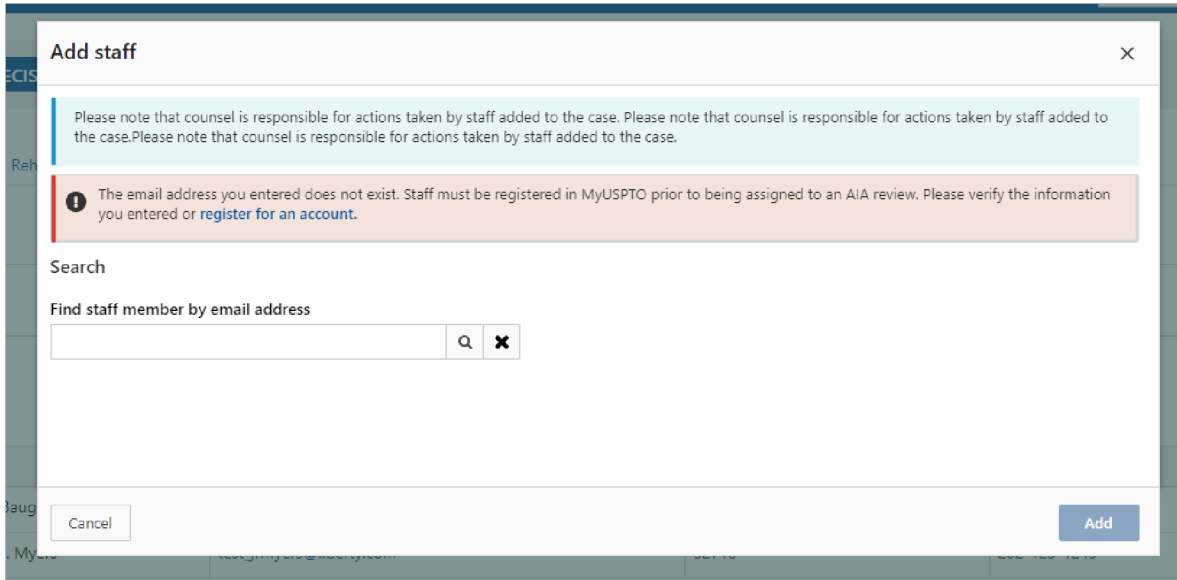 Add staff
ECIS
Please note that counsel is responsible for actions taken by staff added to the case. Please note that counsel is responsible for actions taken by staff added to
the case.Please note that counsel is responsible for actions taken by staff added to the case.
Reh
The email address you entered does not exist. Staff must be registered in MyUSPTO prior to being assigned to an AIA review. Please verify the information
you entered or register for an account.
Search
Find staff member by email address
Baug
Cancel
Add